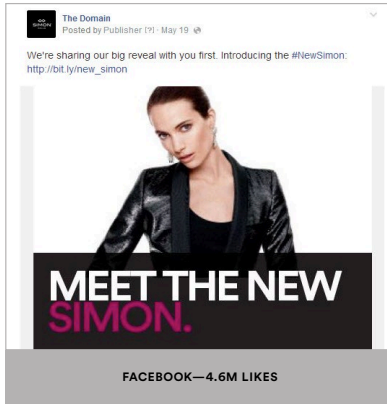 SIMON
The Domain
Posted by Publisher [?] · May 19 ·
We're sharing our big reveal with you first. Introducing the #NewSimon:
http://bit.ly/new_simon
MEET THE NEW
SIMON.
FACEBOOK—4.6M LIKES